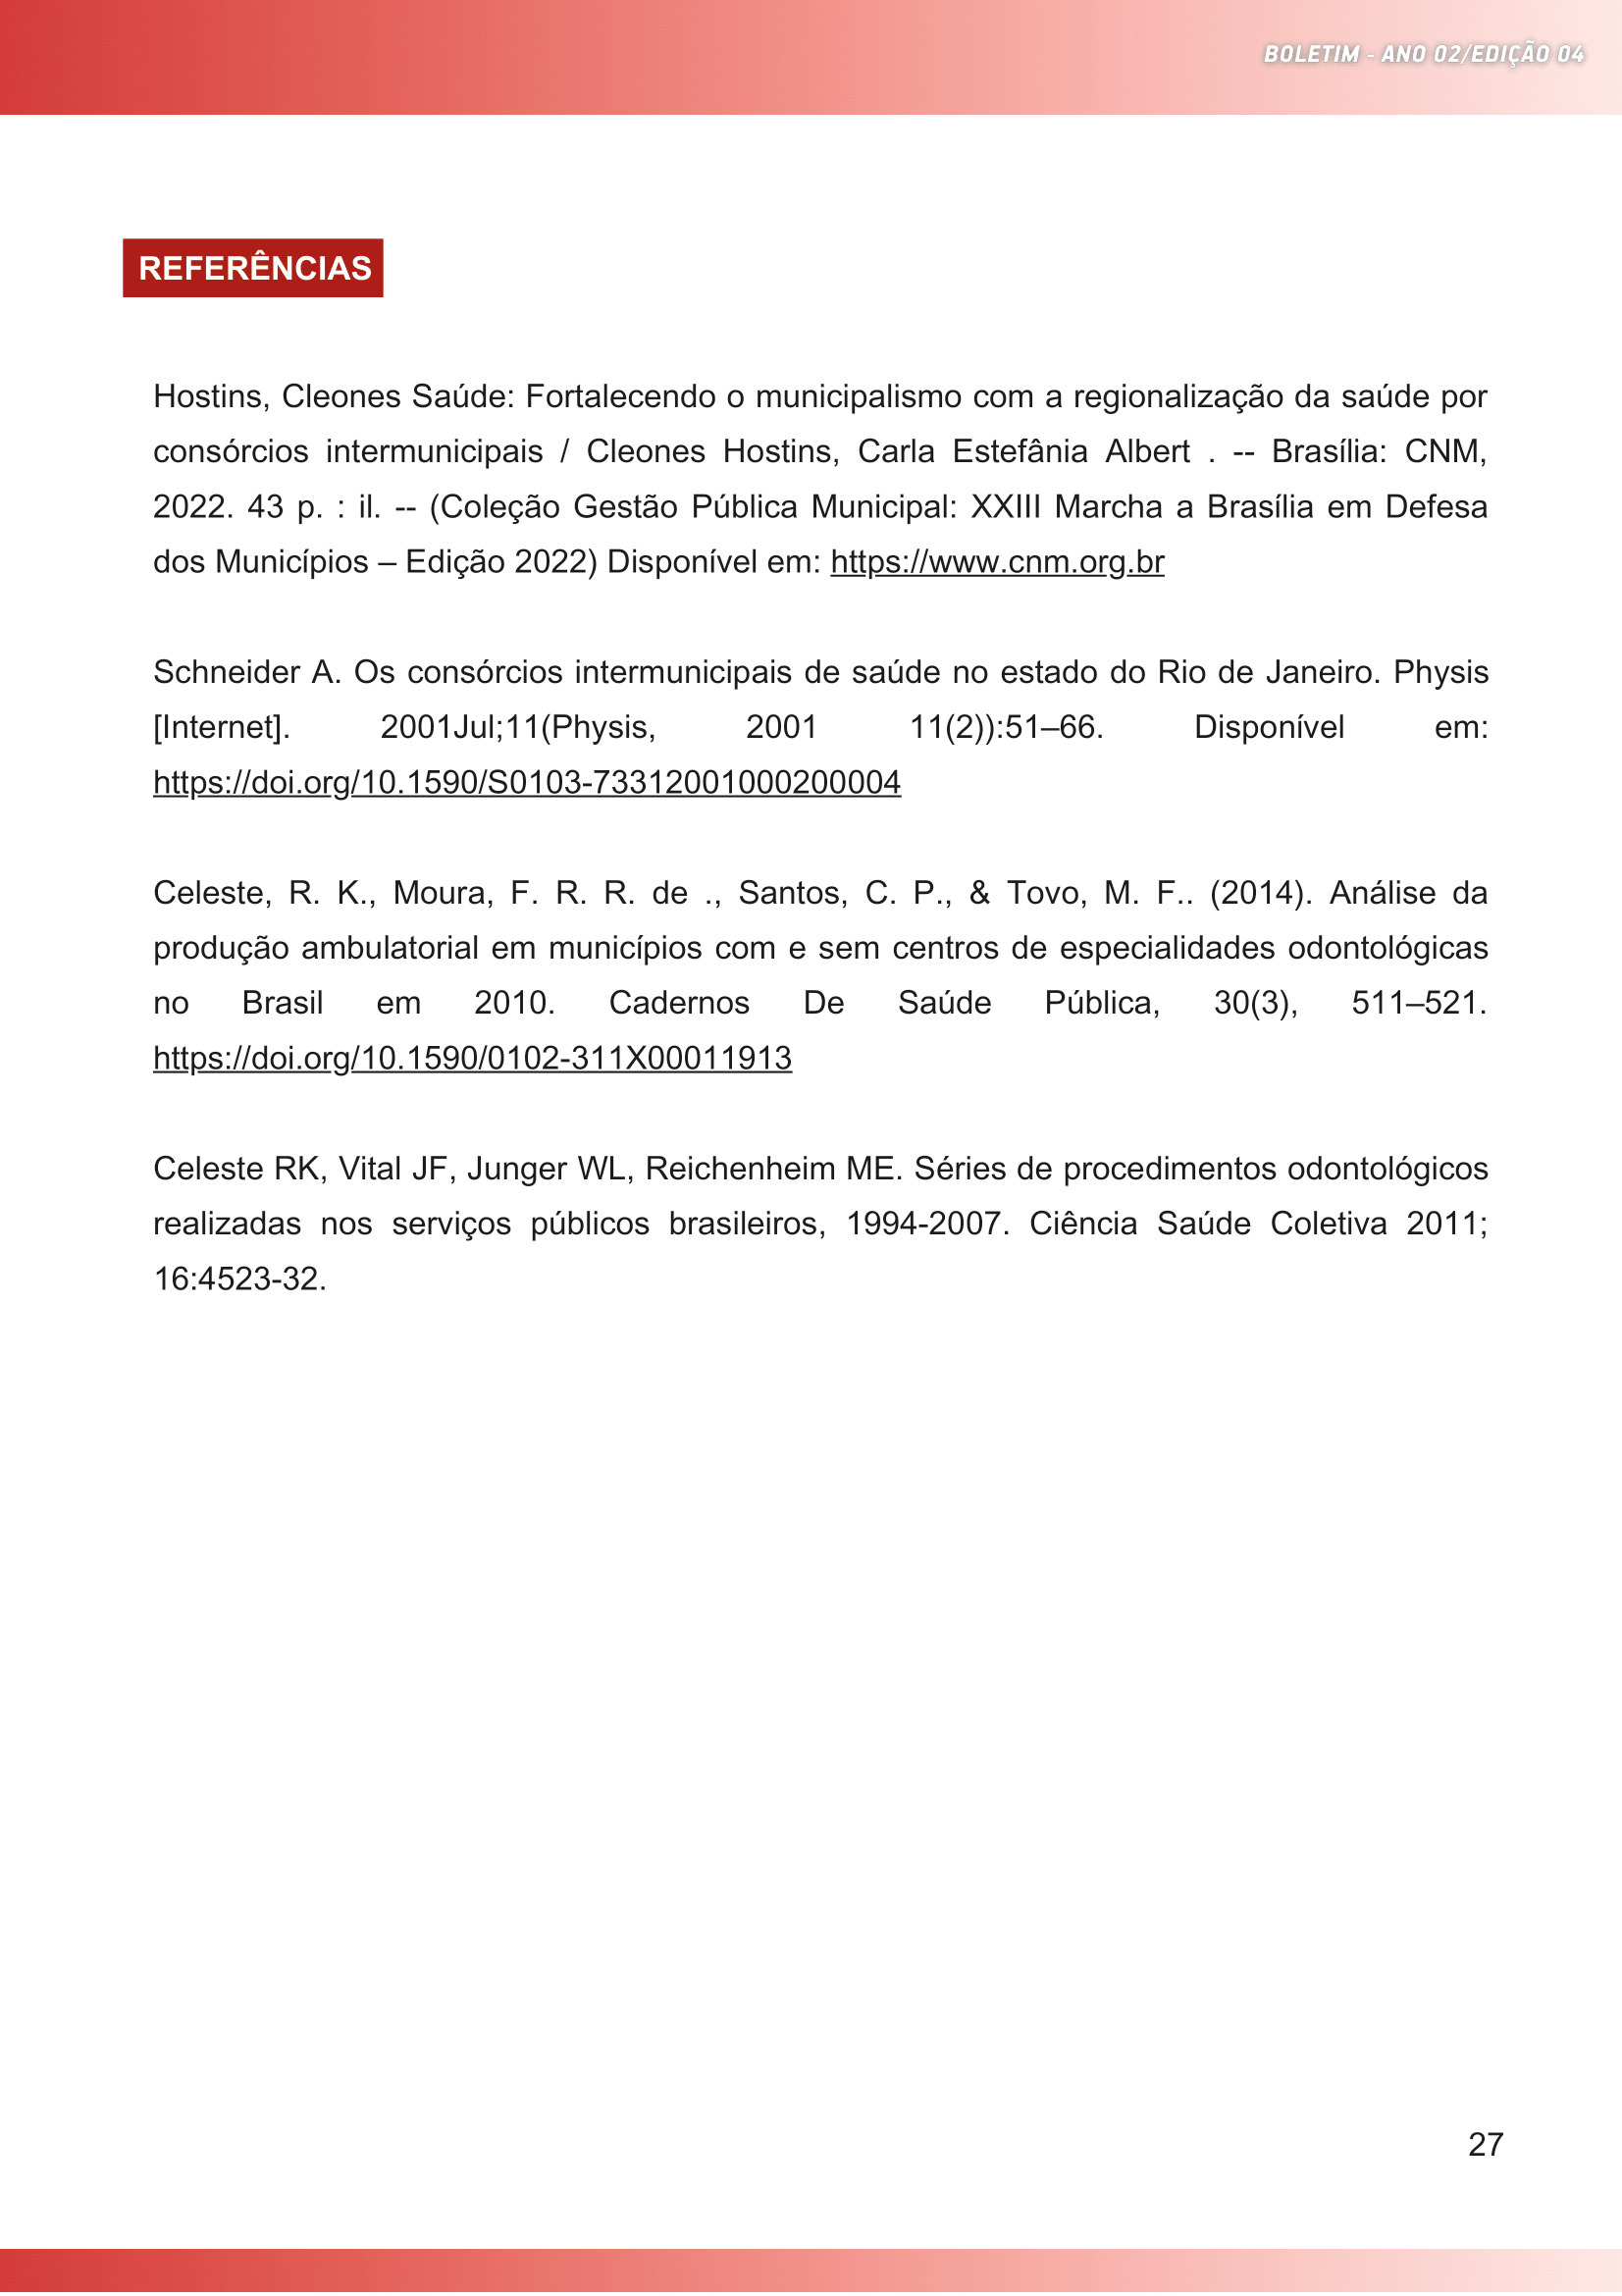 BOLETIM - ANO 02/EDIÇÃO 04
REFERÊNCIAS
Hostins, Cleones Saúde: Fortalecendo o municipalismo com a regionalização da saúde por
consórcios intermunicipais / Cleones Hostins, Carla Estefânia Albert . -- Brasília: CNM,
2022. 43 p. : il. -- (Coleção Gestão Pública Municipal: XXIII Marcha a Brasília em Defesa
dos Municípios – Edição 2022) Disponível em: https://www.cnm.org.br
Schneider A. Os consórcios intermunicipais de saúde no estado do Rio de Janeiro. Physis
[Internet]. 2001Jul;11(Physis, 2001 11(2)):51–66. Disponível em:
https://doi.org/10.1590/S0103-73312001000200004
Celeste, R. K., Moura, F. R. R. de ., Santos, C. P., & Tovo, M. F.. (2014). Análise da
produção ambulatorial em municípios com e sem centros de especialidades odontológicas
no Brasil em 2010. Cadernos De Saúde Pública, 30(3), 511–521.
https://doi.org/10.1590/0102-311X00011913
Celeste RK, Vital JF, Junger WL, Reichenheim ME. Séries de procedimentos odontológicos
realizadas nos serviços públicos brasileiros, 1994-2007. Ciência Saúde Coletiva 2011;
16:4523-32.
27